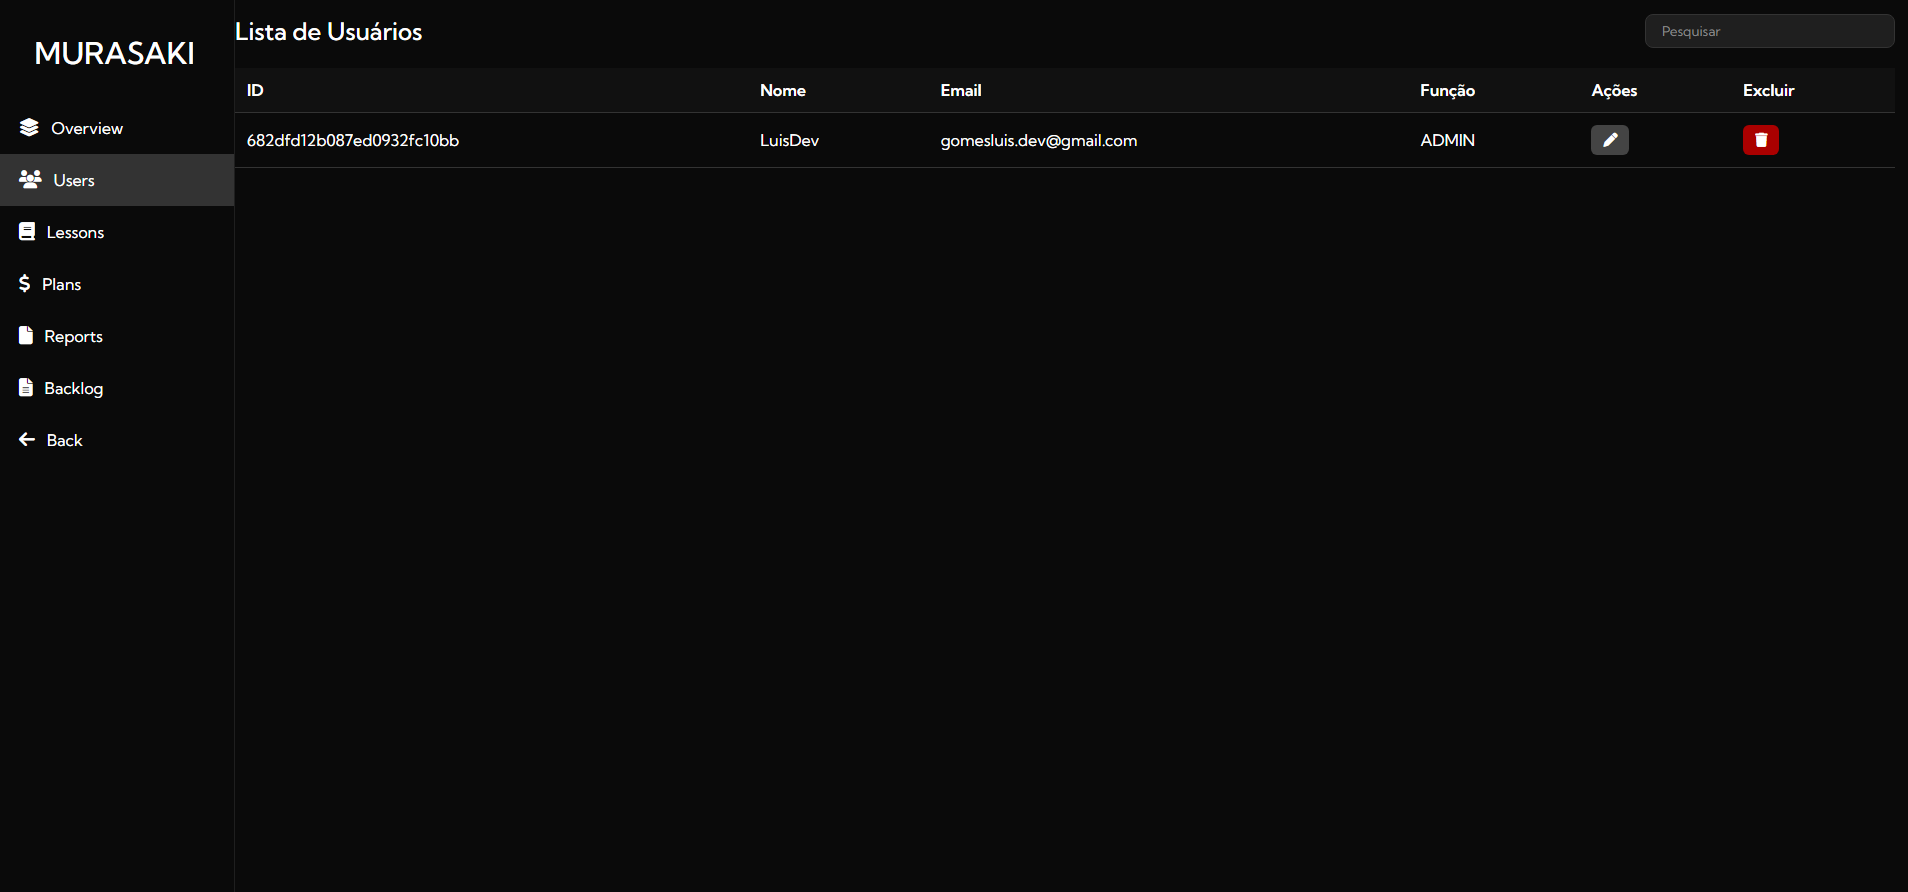 MURASAKI
Overview
Users
Lessons
Plans
Reports
Backlog
Back
Lista de Usuários
Pesquisar
ID Nome Email Função Ações Excluir
682dfd12b087ed0932fc10bb LuisDev gomesluis.dev@gmail.com ADMIN